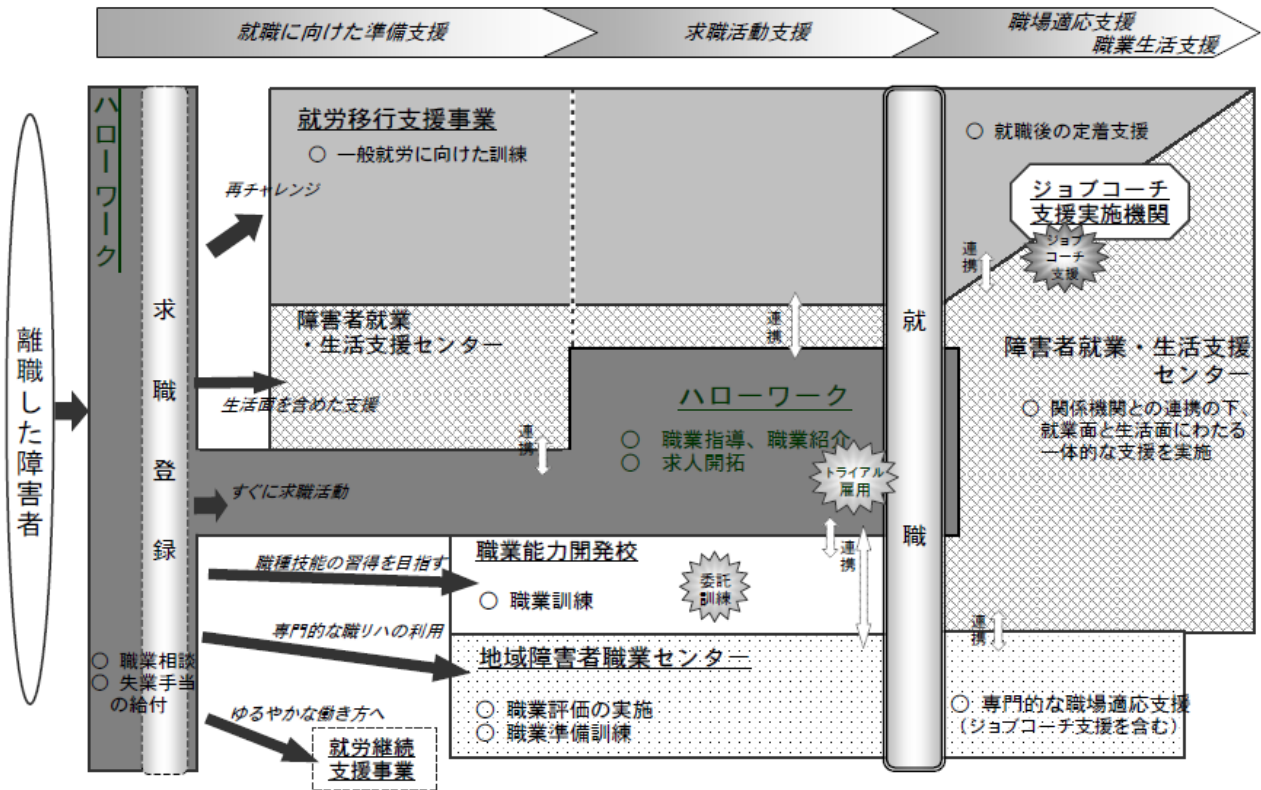 就職に向けた準備支援
求職活動支援
職場適応支援
職業生活支援
離職した障害者
ハローワーク
求職登録
○ 職業相談
○ 失業手当
の給付
再チャレンジ
生活面を含めた支援
すぐに求職活動
職種技能の習得を目指す
専門的な職リハの利用
ゆるやかな働き方へ
就労継続
支援事業
就労移行支援事業
○ 一般就労に向けた訓練
障害者就業
・生活支援センター
連携
連携
ハローワーク
○ 職業指導、職業紹介
○ 求人開拓
トライアル
雇用
職業能力開発校
○ 職業訓練
委託
訓練
連携
地域障害者職業センター
○ 職業評価の実施
○ 職業準備訓練
就職
○ 就職後の定着支援
ジョブコーチ
支援実施機関
ジョブ
コーチ
支援
連携
障害者就業・生活支援
センター
○ 関係機関との連携の下、
就業面と生活面にわたる
一体的な支援を実施
連携
○ 専門的な職場適応支援
(ジョブコーチ支援を含む)